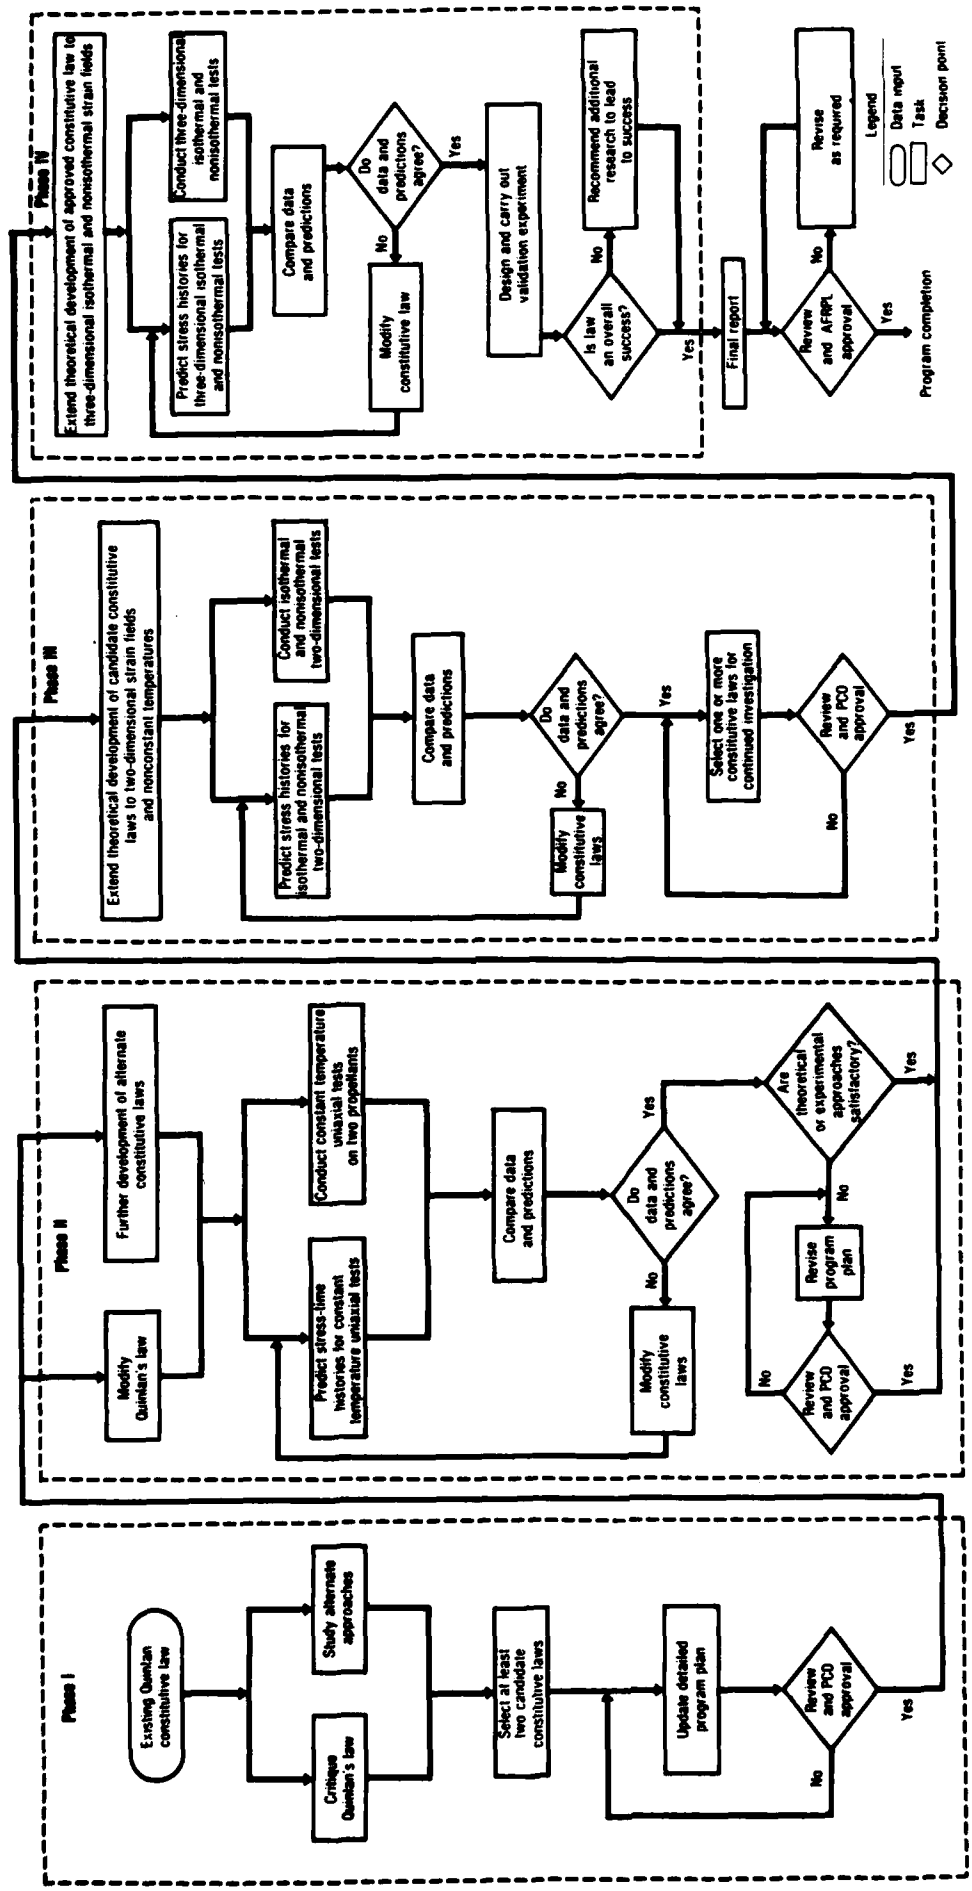 Phase I
Existing Quinlan
constitutive law
Critique
Quinlan's law
Study alternate
approaches
Select at least
two candidate
constitutive laws
Update detailed
program plan
Review
and PCO
approval
No
Yes
Phase II
Modify
Quinlan's law
Further development of alternate
constitutive laws
Predict stress-time
histories for constant
temperature uniaxial tests
Conduct constant temperature
uniaxial tests
on two propellants
Compare data
and predictions
Do
data and
predictions
agree?
No
Yes
Modify
constitutive
laws
Are
theoretical
or experimental
approaches
satisfactory?
No
Yes
Revise
program
plan
Review
and PCO
approval
No
Yes
Phase III
Extend theoretical development of candidate constitutive
laws to two-dimensional strain fields
and nonconstant temperatures
Predict stress histories for
isothermal and nonisothermal
two-dimensional tests
Conduct isothermal
and nonisothermal
two-dimensional tests
Compare data
and predictions
Do
data and
predictions
agree?
No
Yes
Modify
constitutive
laws
Select one or more
constitutive laws for
continued investigation
Review
and PCO
approval
No
Yes
Phase IV
Extend theoretical development of approved constitutive law to
three-dimensional isothermal and nonisothermal strain fields
Predict stress histories for
three-dimensional isothermal
and nonisothermal tests
Conduct three-dimensional
isothermal and
nonisothermal tests
Compare data
and predictions
Do
data and
predictions
agree?
No
Yes
Modify
constitutive law
Design and carry out
validation experiment
Is law
an overall
success?
No
Yes
Recommend additional
research to lead
to success
Final report
Review
and AFRPL
approval
No
Yes
Revise
as required
Program completion
Legend
Data input
Task
Decision point